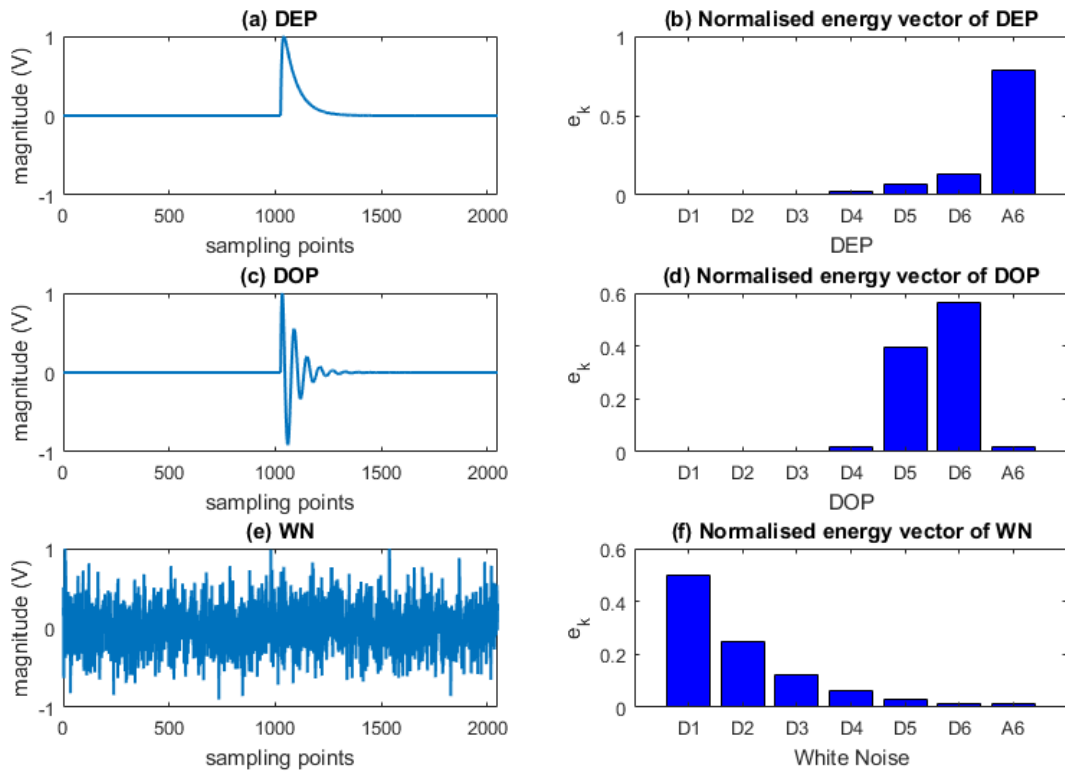 (a) DEP
magnitude (V)
1
0
-1
0 500 1000 1500 2000
sampling points
(b) Normalised energy vector of DEP
e_k
1
0.5
0
D1 D2 D3 D4 D5 D6 A6
DEP
(c) DOP
magnitude (V)
1
0
-1
0 500 1000 1500 2000
sampling points
(d) Normalised energy vector of DOP
e_k
0.6
0.4
0.2
0
D1 D2 D3 D4 D5 D6 A6
DOP
(e) WN
magnitude (V)
1
0
-1
0 500 1000 1500 2000
sampling points
(f) Normalised energy vector of WN
e_k
0.6
0.4
0.2
0
D1 D2 D3 D4 D5 D6 A6
White Noise